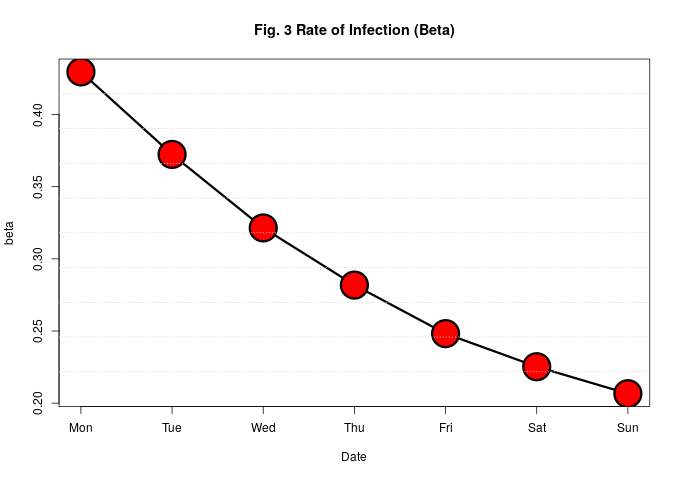 Fig. 3 Rate of Infection (Beta)
beta
0.40
0.35
0.30
0.25
0.20
Mon Tue Wed Thu Fri Sat Sun
Date